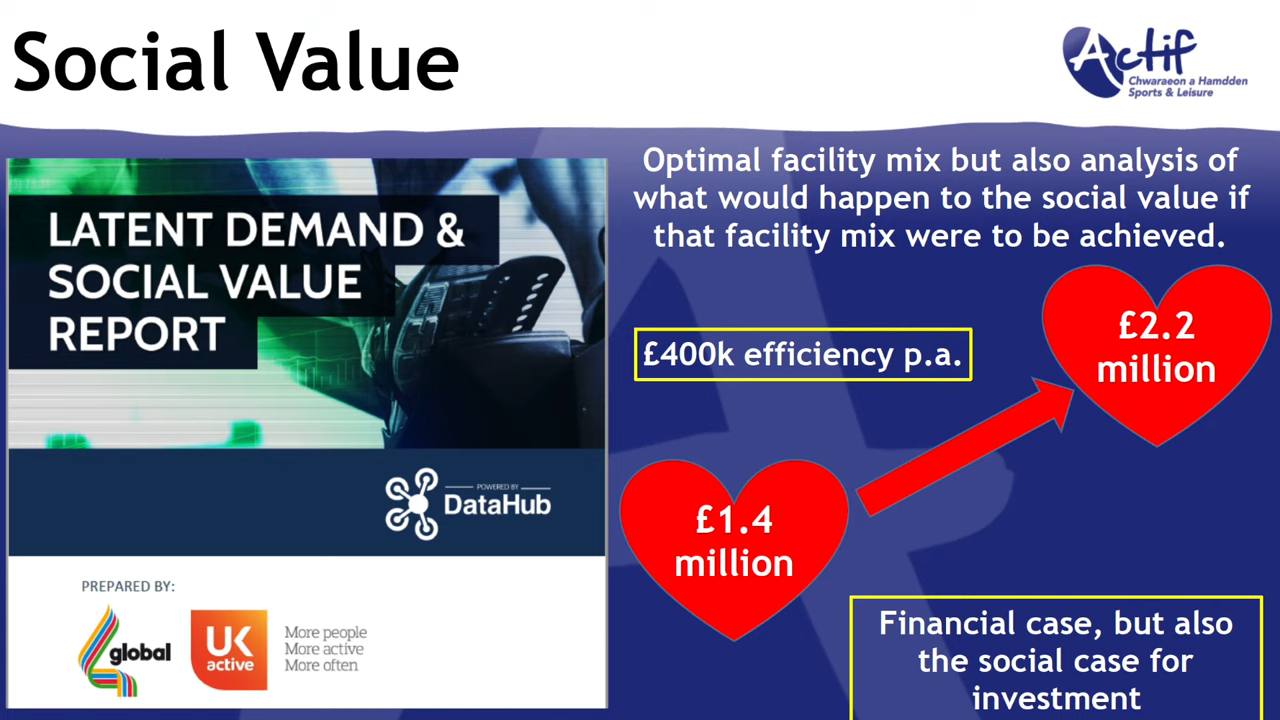 Social Value
Actif
Chwaraeon a Hamdden
Sports & Leisure
LATENT DEMAND &
SOCIAL VALUE
REPORT
POWERED BY
DataHub
PREPARED BY:
4 global
UK
active
More people
More active
More often
Optimal facility mix but also analysis of
what would happen to the social value if
that facility mix were to be achieved.
£400k efficiency p.a.
£2.2
million
£1.4
million
Financial case, but also
the social case for
investment